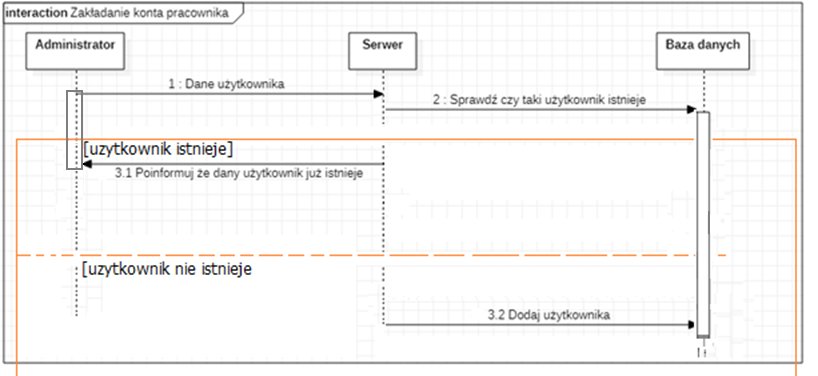 interaction Zakładanie konta pracownika
Administrator
Serwer
Baza danych
1 : Dane użytkownika
2 : Sprawdź czy taki użytkownik istnieje
[uzytkownik istnieje]
3.1 Poinformuj że dany użytkownik już istnieje
[uzytkownik nie istnieje
3.2 Dodaj użytkownika